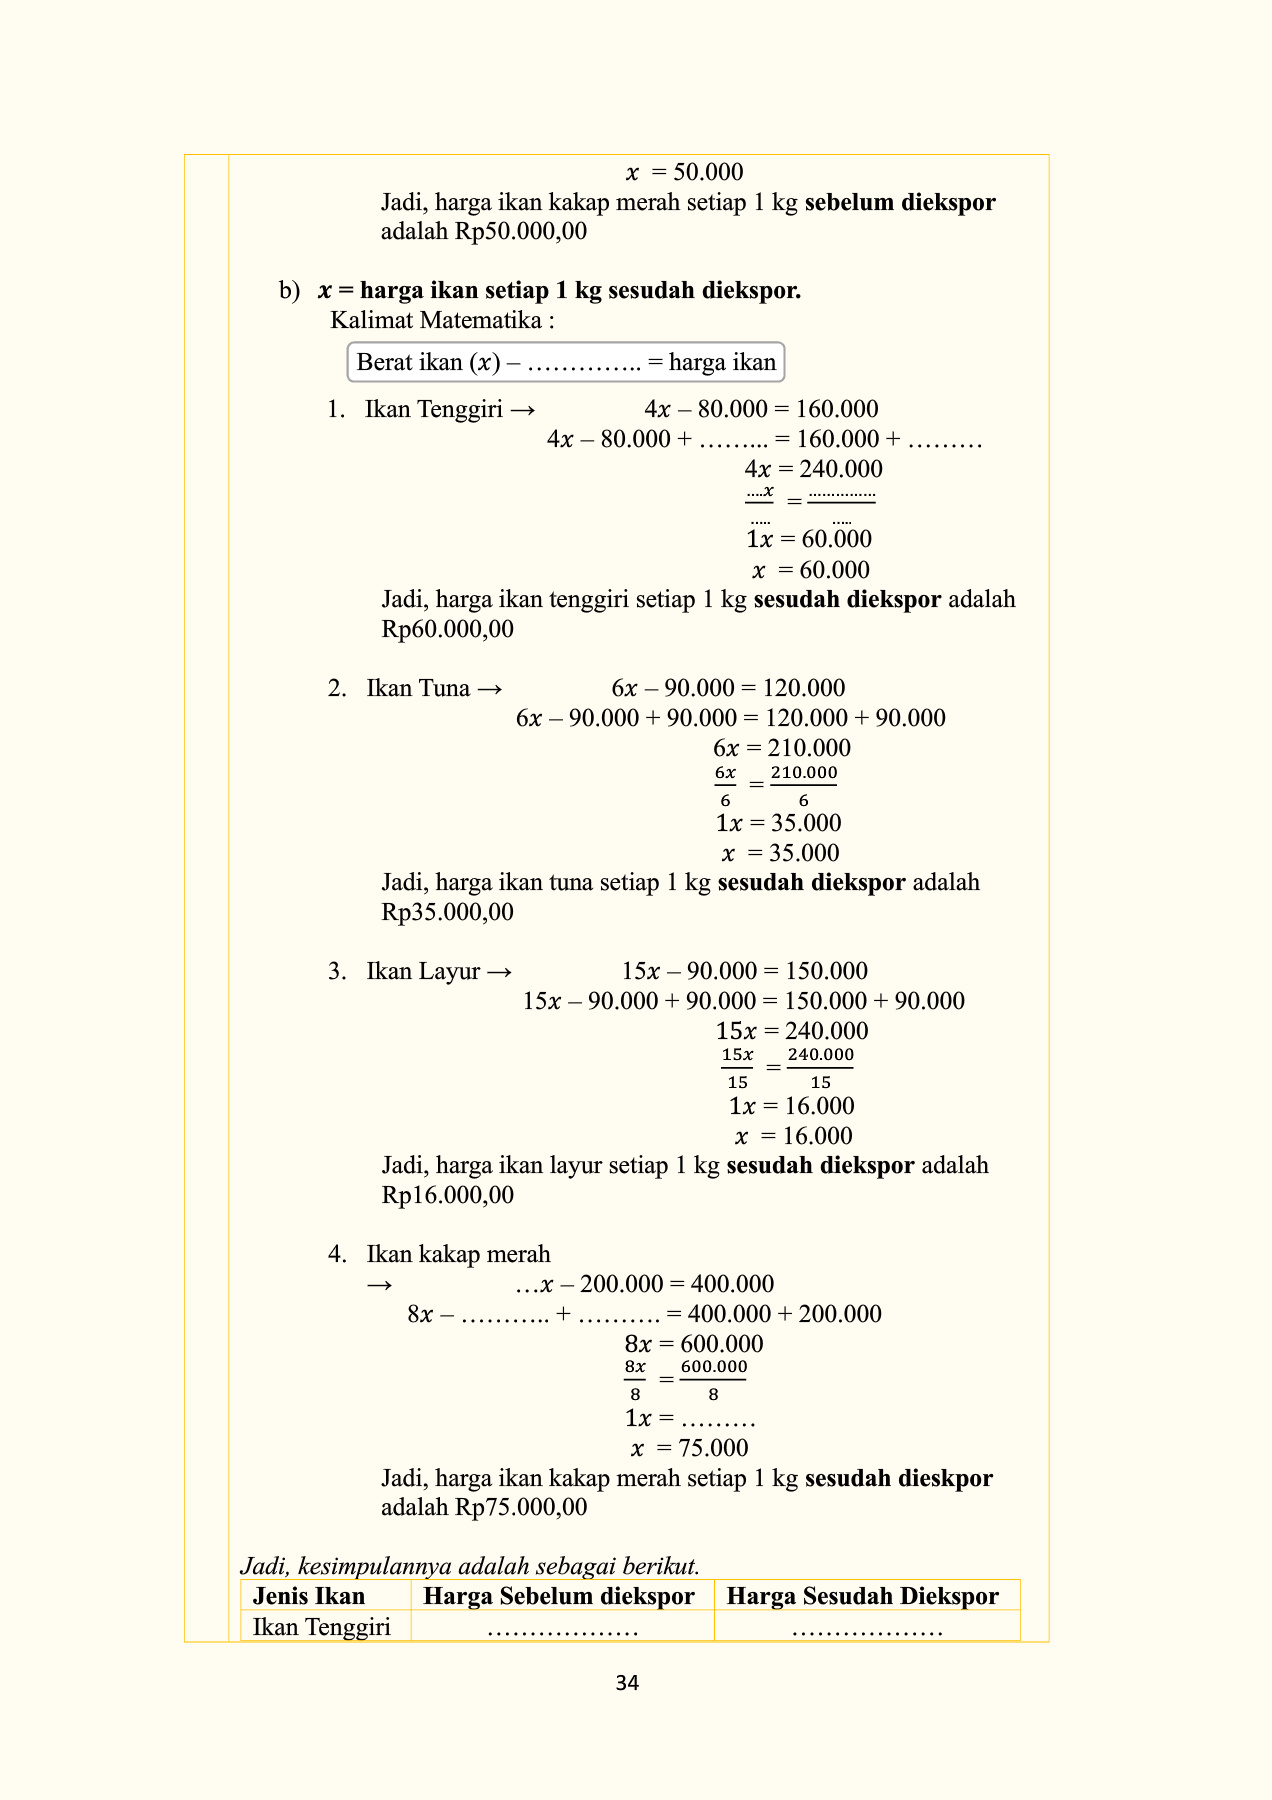 x = 50.000
Jadi, harga ikan kakap merah setiap 1 kg sebelum diekspor
adalah Rp50.000,00
b) x = harga ikan setiap 1 kg sesudah diekspor.
Kalimat Matematika :
Berat ikan (x) – ………….. = harga ikan
1. Ikan Tenggiri → 4x – 80.000 = 160.000
4x – 80.000 + ……... = 160.000 + ………
4x = 240.000
....x/..... = ............../.....
1x = 60.000
x = 60.000
Jadi, harga ikan tenggiri setiap 1 kg sesudah diekspor adalah
Rp60.000,00
2. Ikan Tuna → 6x – 90.000 = 120.000
6x – 90.000 + 90.000 = 120.000 + 90.000
6x = 210.000
6x/6 = 210.000/6
1x = 35.000
x = 35.000
Jadi, harga ikan tuna setiap 1 kg sesudah diekspor adalah
Rp35.000,00
3. Ikan Layur → 15x – 90.000 = 150.000
15x – 90.000 + 90.000 = 150.000 + 90.000
15x = 240.000
15x/15 = 240.000/15
1x = 16.000
x = 16.000
Jadi, harga ikan layur setiap 1 kg sesudah diekspor adalah
Rp16.000,00
4. Ikan kakap merah
→ …x – 200.000 = 400.000
8x – ……….. + ………. = 400.000 + 200.000
8x = 600.000
8x/8 = 600.000/8
1x = ………
x = 75.000
Jadi, harga ikan kakap merah setiap 1 kg sesudah dieskpor
adalah Rp75.000,00
Jadi, kesimpulannya adalah sebagai berikut.
Jenis Ikan Harga Sebelum diekspor Harga Sesudah Diekspor
Ikan Tenggiri ……………… ………………
34